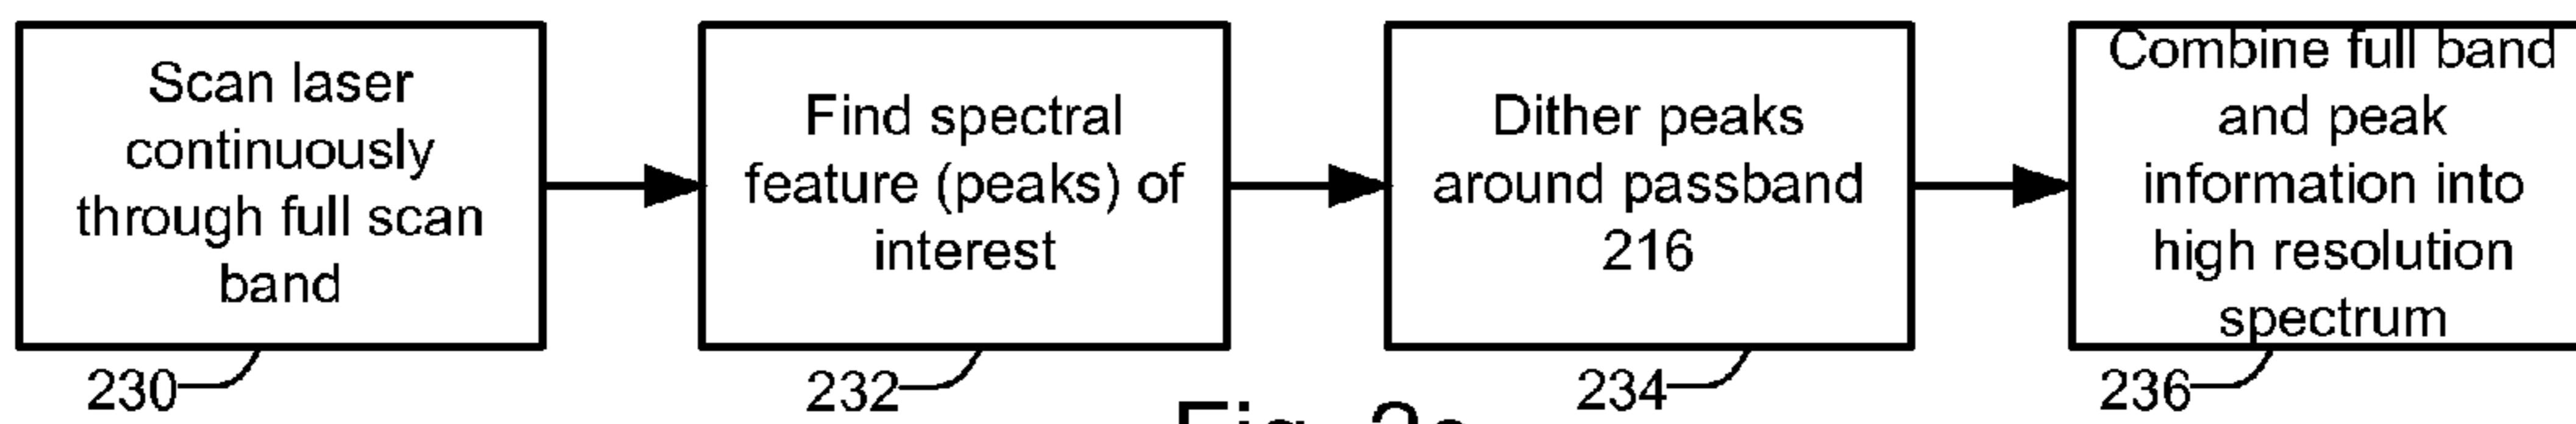 Scan laser
continuously
through full scan
band
Find spectral
feature (peaks) of
interest
Dither peaks
around passband
216
Combine full band
and peak
information into
high resolution
spectrum
230
232
234
236